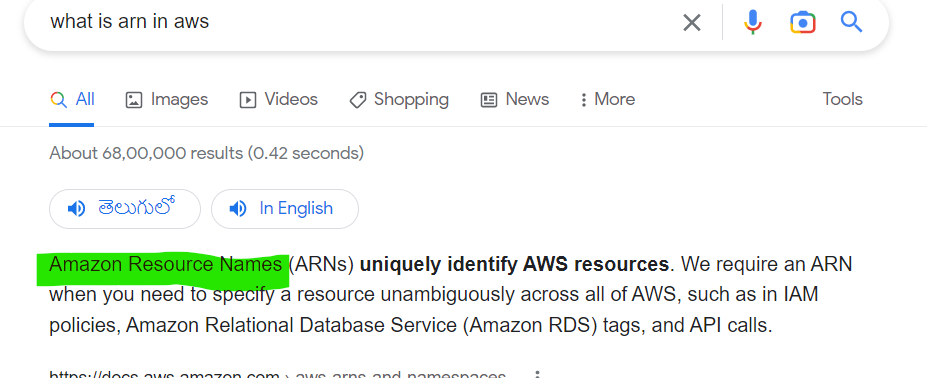 what is arn in aws
All Images Videos Shopping News More Tools
About 68,00,000 results (0.42 seconds)
తెలుగులో In English
Amazon Resource Names (ARNs) uniquely identify AWS resources. We require an ARN
when you need to specify a resource unambiguously across all of AWS, such as in IAM
policies, Amazon Relational Database Service (Amazon RDS) tags, and API calls.
https://docs.aws.amazon.com › aws-arns-and-namespaces